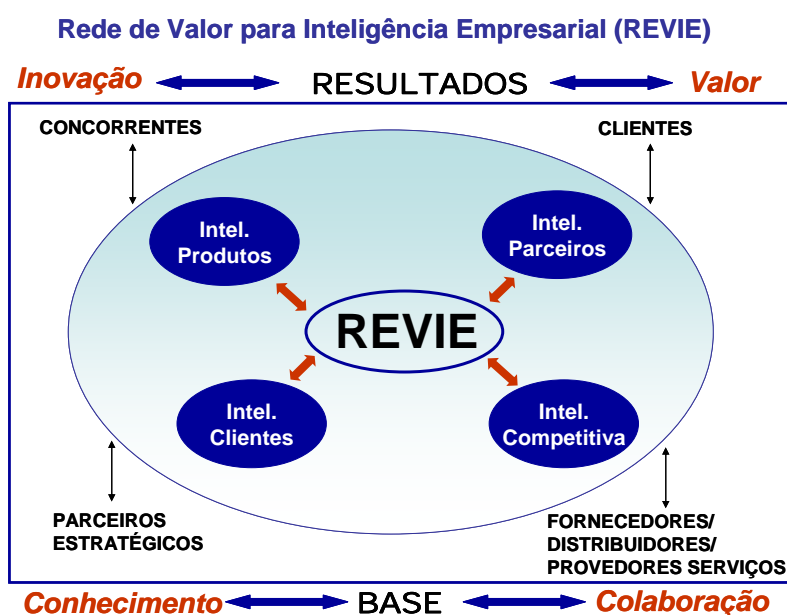 Rede de Valor para Inteligência Empresarial (REVIE)
Inovação RESULTADOS Valor
CONCORRENTES
CLIENTES
Intel.
Produtos
Intel.
Parceiros
REVIE
Intel.
Clientes
Intel.
Competitiva
PARCEIROS
ESTRATÉGICOS
FORNECEDORES/
DISTRIBUIDORES/
PROVEDORES SERVIÇOS
Conhecimento BASE Colaboração